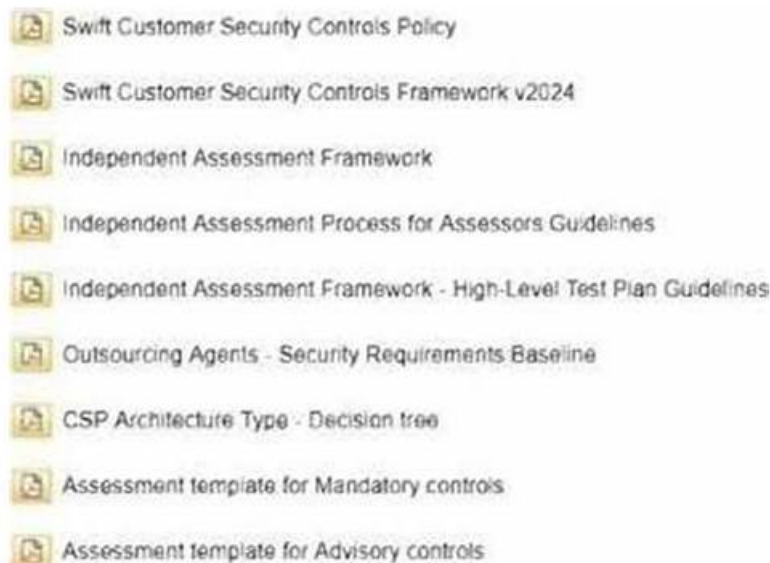 Swift Customer Security Controls Policy
Swift Customer Security Controls Framework v2024
Independent Assessment Framework
Independent Assessment Process for Assessors Guidelines
Independent Assessment Framework - High-Level Test Plan Guidelines
Outsourcing Agents - Security Requirements Baseline
CSP Architecture Type - Decision tree
Assessment template for Mandatory controls
Assessment template for Advisory controls